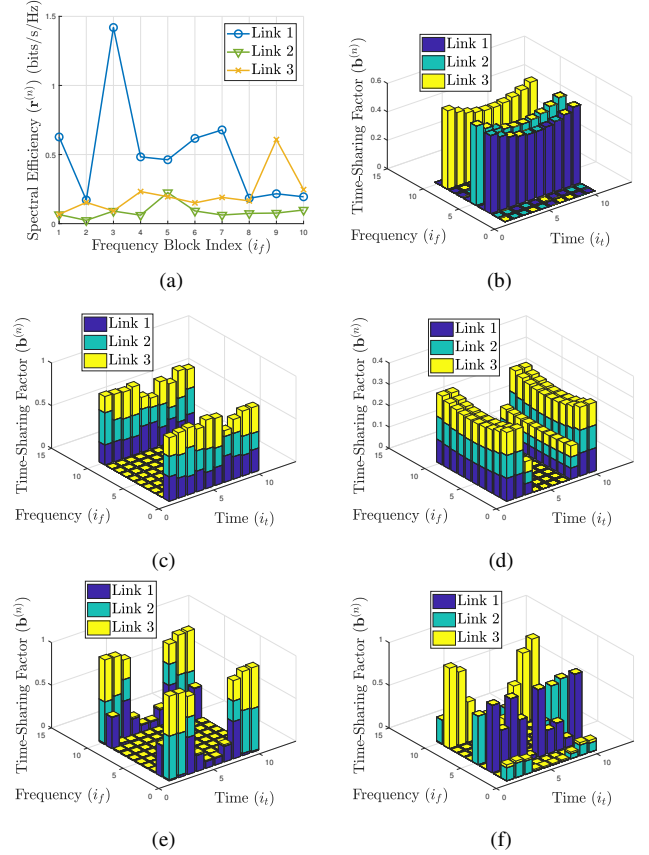 Spectral Efficiency (r^(n)) (bits/s/Hz)
1.5
1
0.5
0
Link 1
Link 2
Link 3
1 2 3 4 5 6 7 8 9 10
Frequency Block Index (i_f)
(a)
Time-Sharing Factor (b^(n))
0.6
0.4
0.2
0
Link 1
Link 2
Link 3
15
10
5
0
0
5
10
Frequency (i_f)
Time (i_t)
(b)
Time-Sharing Factor (b^(n))
1
0.5
0
Link 1
Link 2
Link 3
15
10
5
0
0
5
10
Frequency (i_f)
Time (i_t)
(c)
Time-Sharing Factor (b^(n))
0.4
0.3
0.2
0.1
0
Link 1
Link 2
Link 3
15
10
5
0
0
5
10
Frequency (i_f)
Time (i_t)
(d)
Time-Sharing Factor (b^(n))
1
0.5
0
Link 1
Link 2
Link 3
15
10
5
0
0
5
10
Frequency (i_f)
Time (i_t)
(e)
Time-Sharing Factor (b^(n))
1
0.5
0
Link 1
Link 2
Link 3
15
10
5
0
0
5
10
Frequency (i_f)
Time (i_t)
(f)